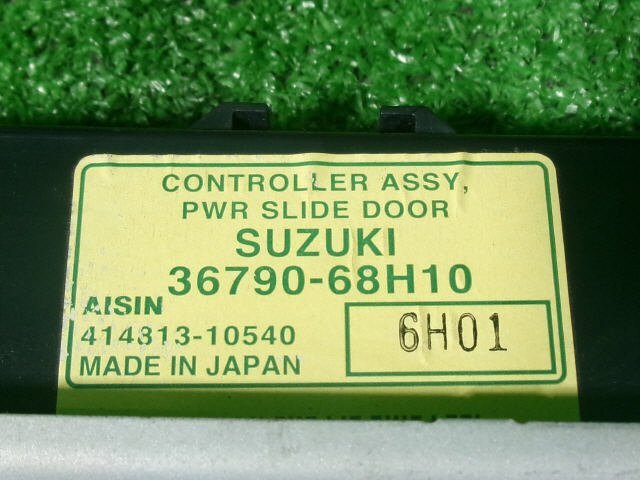 CONTROLLER ASSY,
PWR SLIDE DOOR
SUZUKI
36790-68H10
AISIN
414813-10540
6H01
MADE IN JAPAN